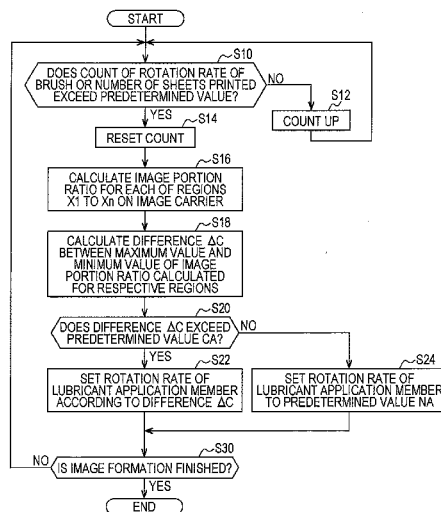 START
S10
DOES COUNT OF ROTATION RATE OF
BRUSH OR NUMBER OF SHEETS PRINTED
EXCEED PREDETERMINED VALUE?
NO
S12
COUNT UP
YES
S14
RESET COUNT
S16
CALCULATE IMAGE PORTION
RATIO FOR EACH OF REGIONS
X1 TO Xn ON IMAGE CARRIER
S18
CALCULATE DIFFERENCE ΔC
BETWEEN MAXIMUM VALUE AND
MINIMUM VALUE OF IMAGE
PORTION RATIO CALCULATED
FOR RESPECTIVE REGIONS
S20
DOES DIFFERENCE ΔC EXCEED
PREDETERMINED VALUE CA?
NO
YES
S22
SET ROTATION RATE OF
LUBRICANT APPLICATION MEMBER
ACCORDING TO DIFFERENCE ΔC
S24
SET ROTATION RATE OF
LUBRICANT APPLICATION MEMBER
TO PREDETERMINED VALUE NA
S30
NO
IS IMAGE FORMATION FINISHED?
YES
END